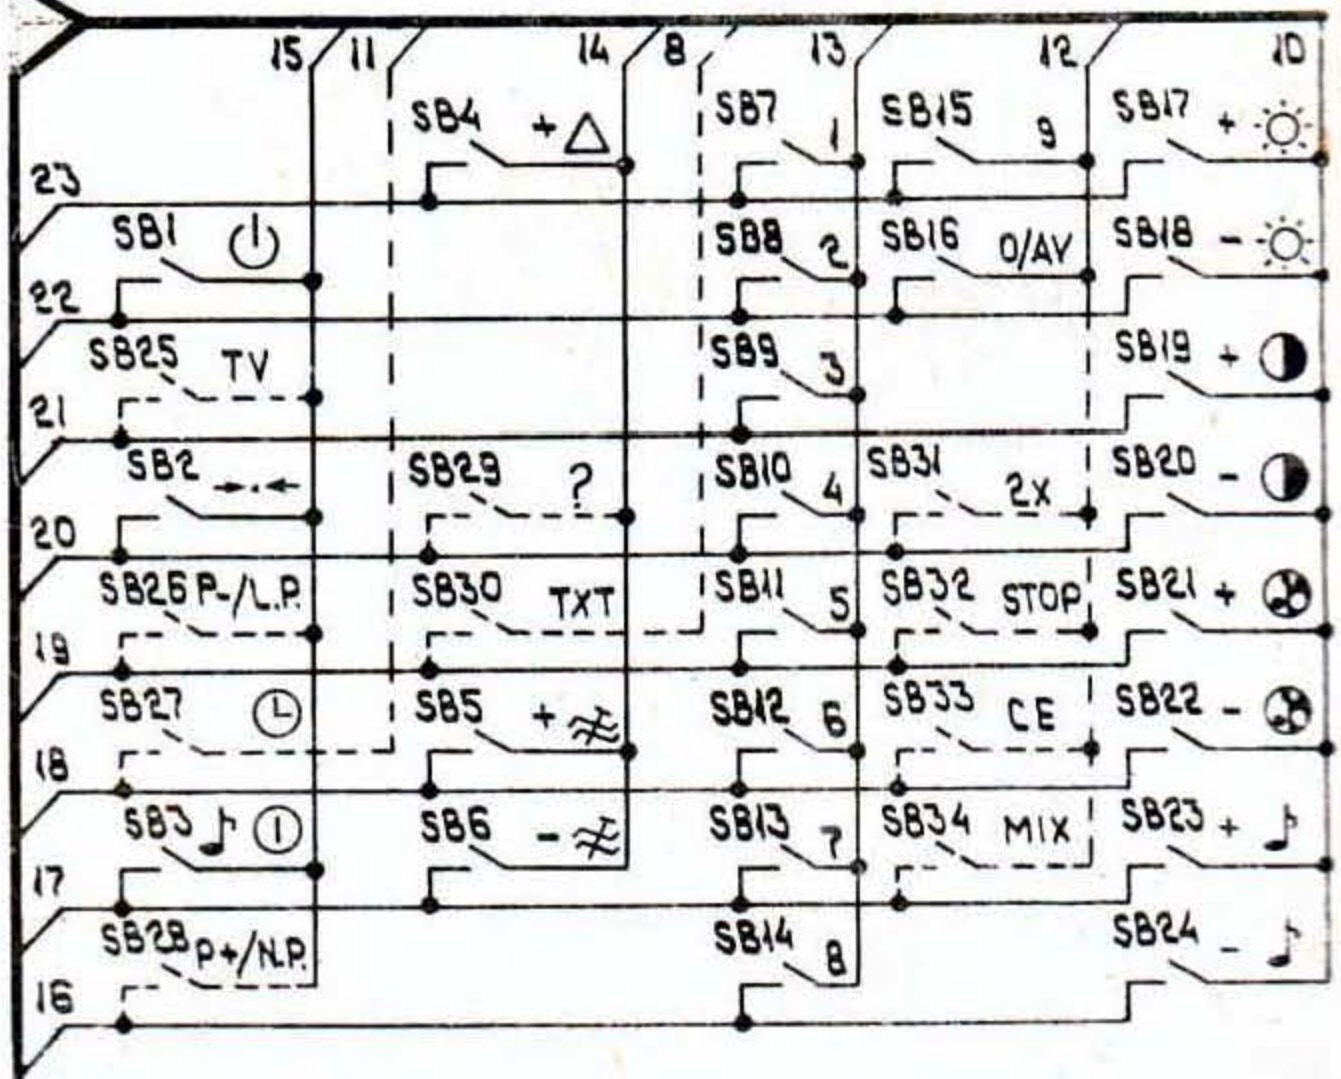 15 11 14 8 13 12 10
SB4 + SB7 1 SB15 9 SB17 +
23
SB1 SB8 2 SB16 0/AV SB18 -
22
SB25 TV SB9 3 SB19 +
21
SB2 SB29 ? SB10 4 SB31 2X SB20 -
20
SB26 P-/L.P. SB30 TXT SB11 5 SB32 STOP SB21 +
19
SB27 SB5 + SB12 6 SB33 CE SB22 -
18
SB3 SB6 - SB13 7 SB34 MIX SB23 +
17
SB28 P+/N.P. SB14 8 SB24 -
16